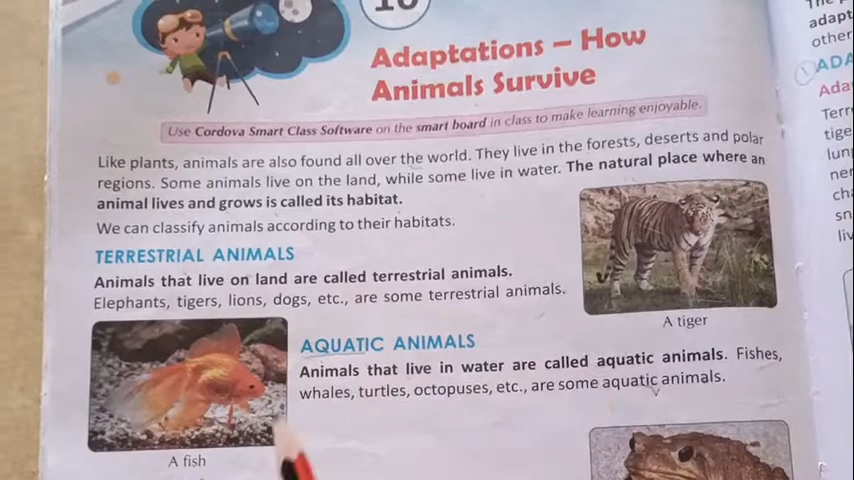 10
Adaptations – How
Animals Survive
Use Cordova Smart Class Software on the smart board in class to make learning enjoyable.
Like plants, animals are also found all over the world. They live in the forests, deserts and polar
regions. Some animals live on the land, while some live in water. The natural place where an
animal lives and grows is called its habitat.
We can classify animals according to their habitats.
TERRESTRIAL ANIMALS
Animals that live on land are called terrestrial animals.
Elephants, tigers, lions, dogs, etc., are some terrestrial animals.
A tiger
AQUATIC ANIMALS
Animals that live in water are called aquatic animals. Fishes,
whales, turtles, octopuses, etc., are some aquatic animals.
A fish
adapt
other
ADA
Ada
Terr
tige